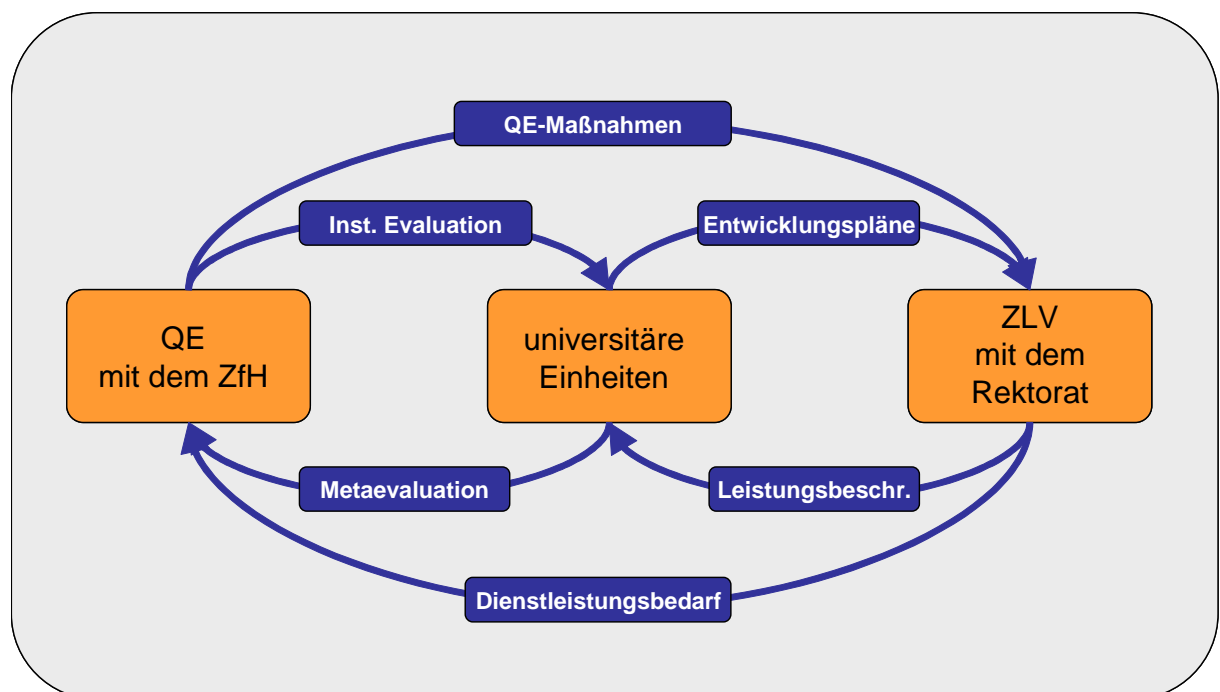 QE-Maßnahmen
Inst. Evaluation
Entwicklungspläne
QE
mit dem ZfH
universitäre
Einheiten
ZLV
mit dem
Rektorat
Metaevaluation
Leistungsbeschr.
Dienstleistungsbedarf